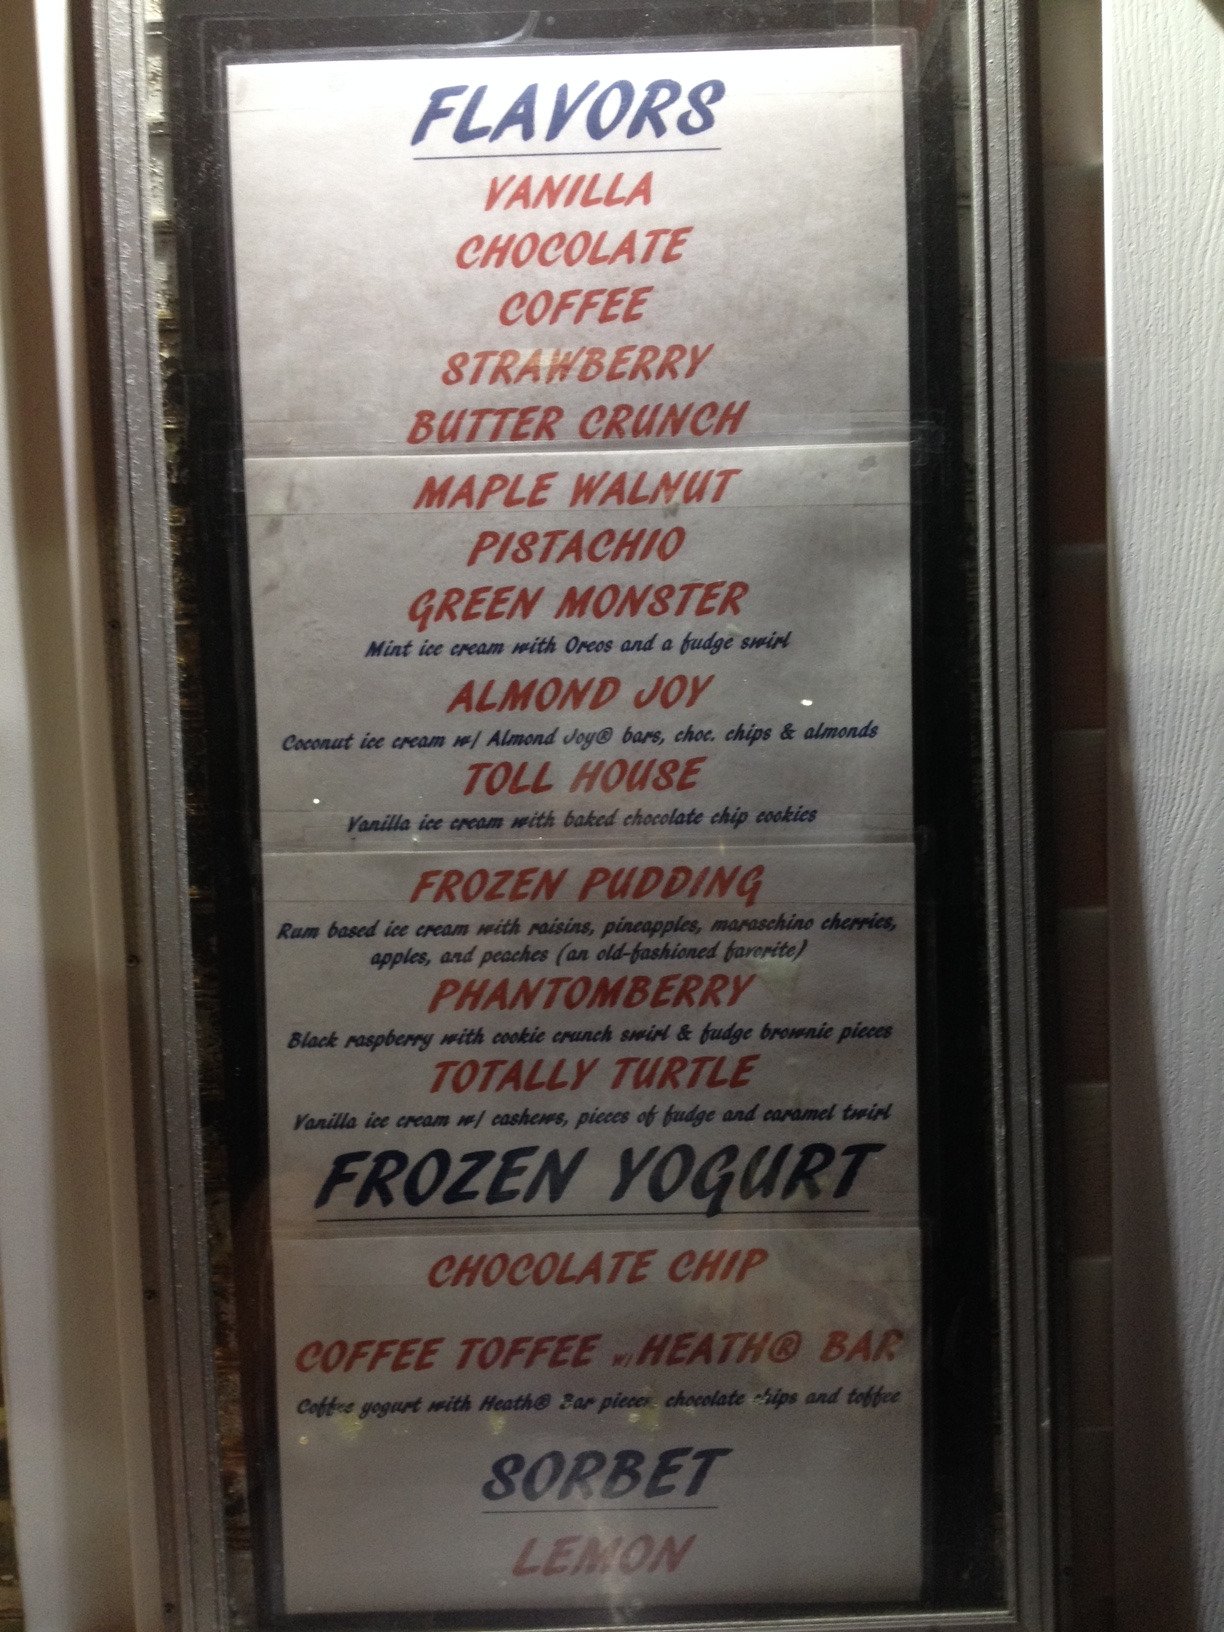 FLAVORS
VANILLA
CHOCOLATE
COFFEE
STRAWBERRY
BUTTER CRUNCH
MAPLE WALNUT
PISTACHIO
GREEN MONSTER
Mint ice cream with Oreos and a fudge swirl
ALMOND JOY
Coconut ice cream w/ Almond Joy® bars, choc. chips & almonds
TOLL HOUSE
Vanilla ice cream with baked chocolate chip cookies
FROZEN PUDDING
Rum based ice cream with raisins, pineapples, maraschino cherries,
apples, and peaches (an old-fashioned favorite)
PHANTOMBERRY
Black raspberry with cookie crunch swirl & fudge brownie pieces
TOTALLY TURTLE
Vanilla ice cream w/ cashews, pieces of fudge and caramel twirl
FROZEN YOGURT
CHOCOLATE CHIP
COFFEE TOFFEE w/ HEATH® BAR
Coffee yogurt with Heath® Bar pieces, chocolate chips and toffee
SORBET
LEMON